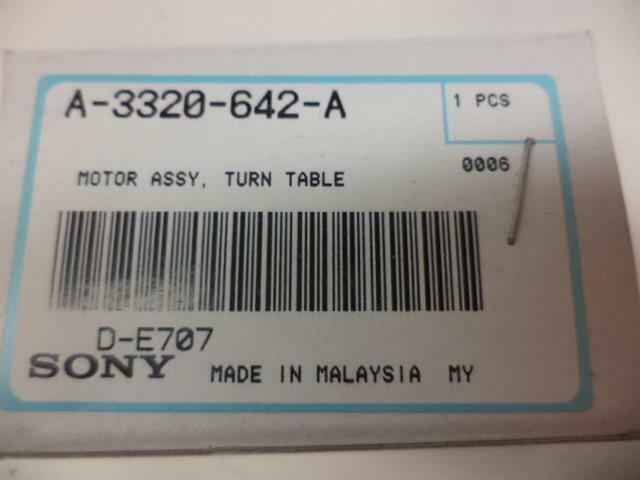 A-3320-642-A
1 PCS
0006
MOTOR ASSY, TURN TABLE
D-E707
SONY MADE IN MALAYSIA MY